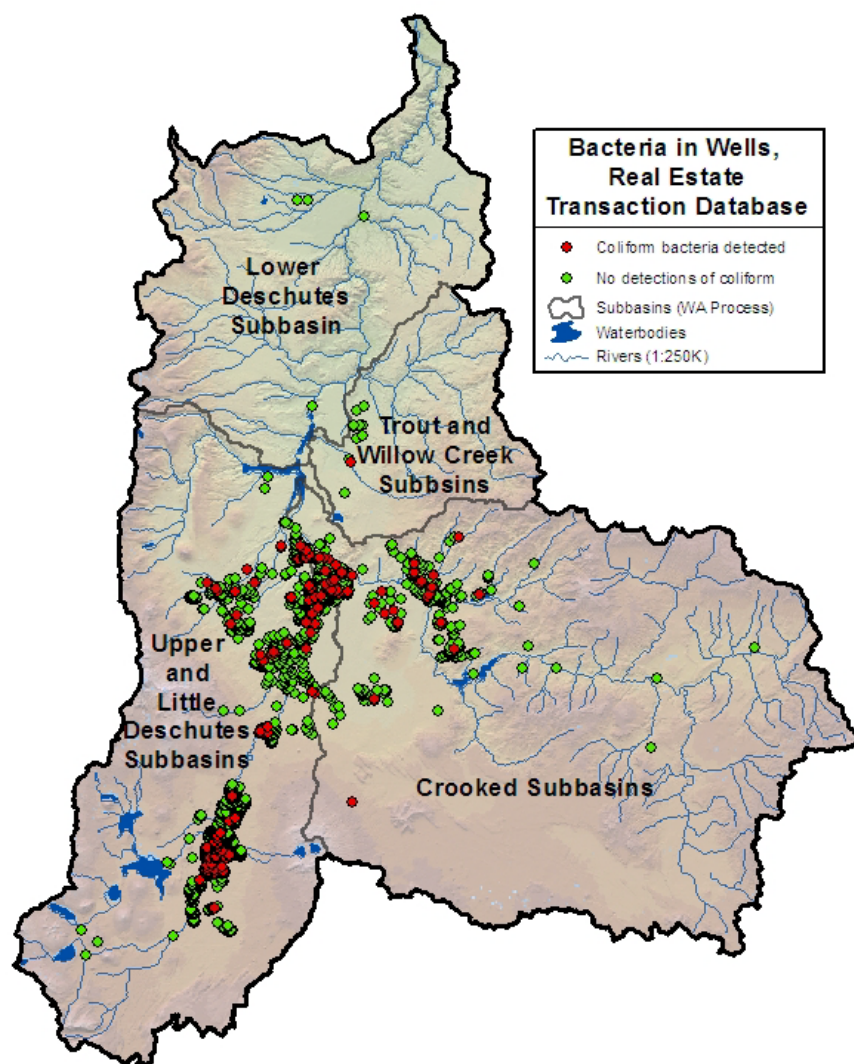 Bacteria in Wells,
Real Estate
Transaction Database
Coliform bacteria detected
No detections of coliform
Subbasins (WA Process)
Waterbodies
Rivers (1:250K)
Lower
Deschutes
Subbasin
Trout and
Willow Creek
Subbsins
Upper
and
Little
Deschutes
Subbasins
Crooked Subbasins